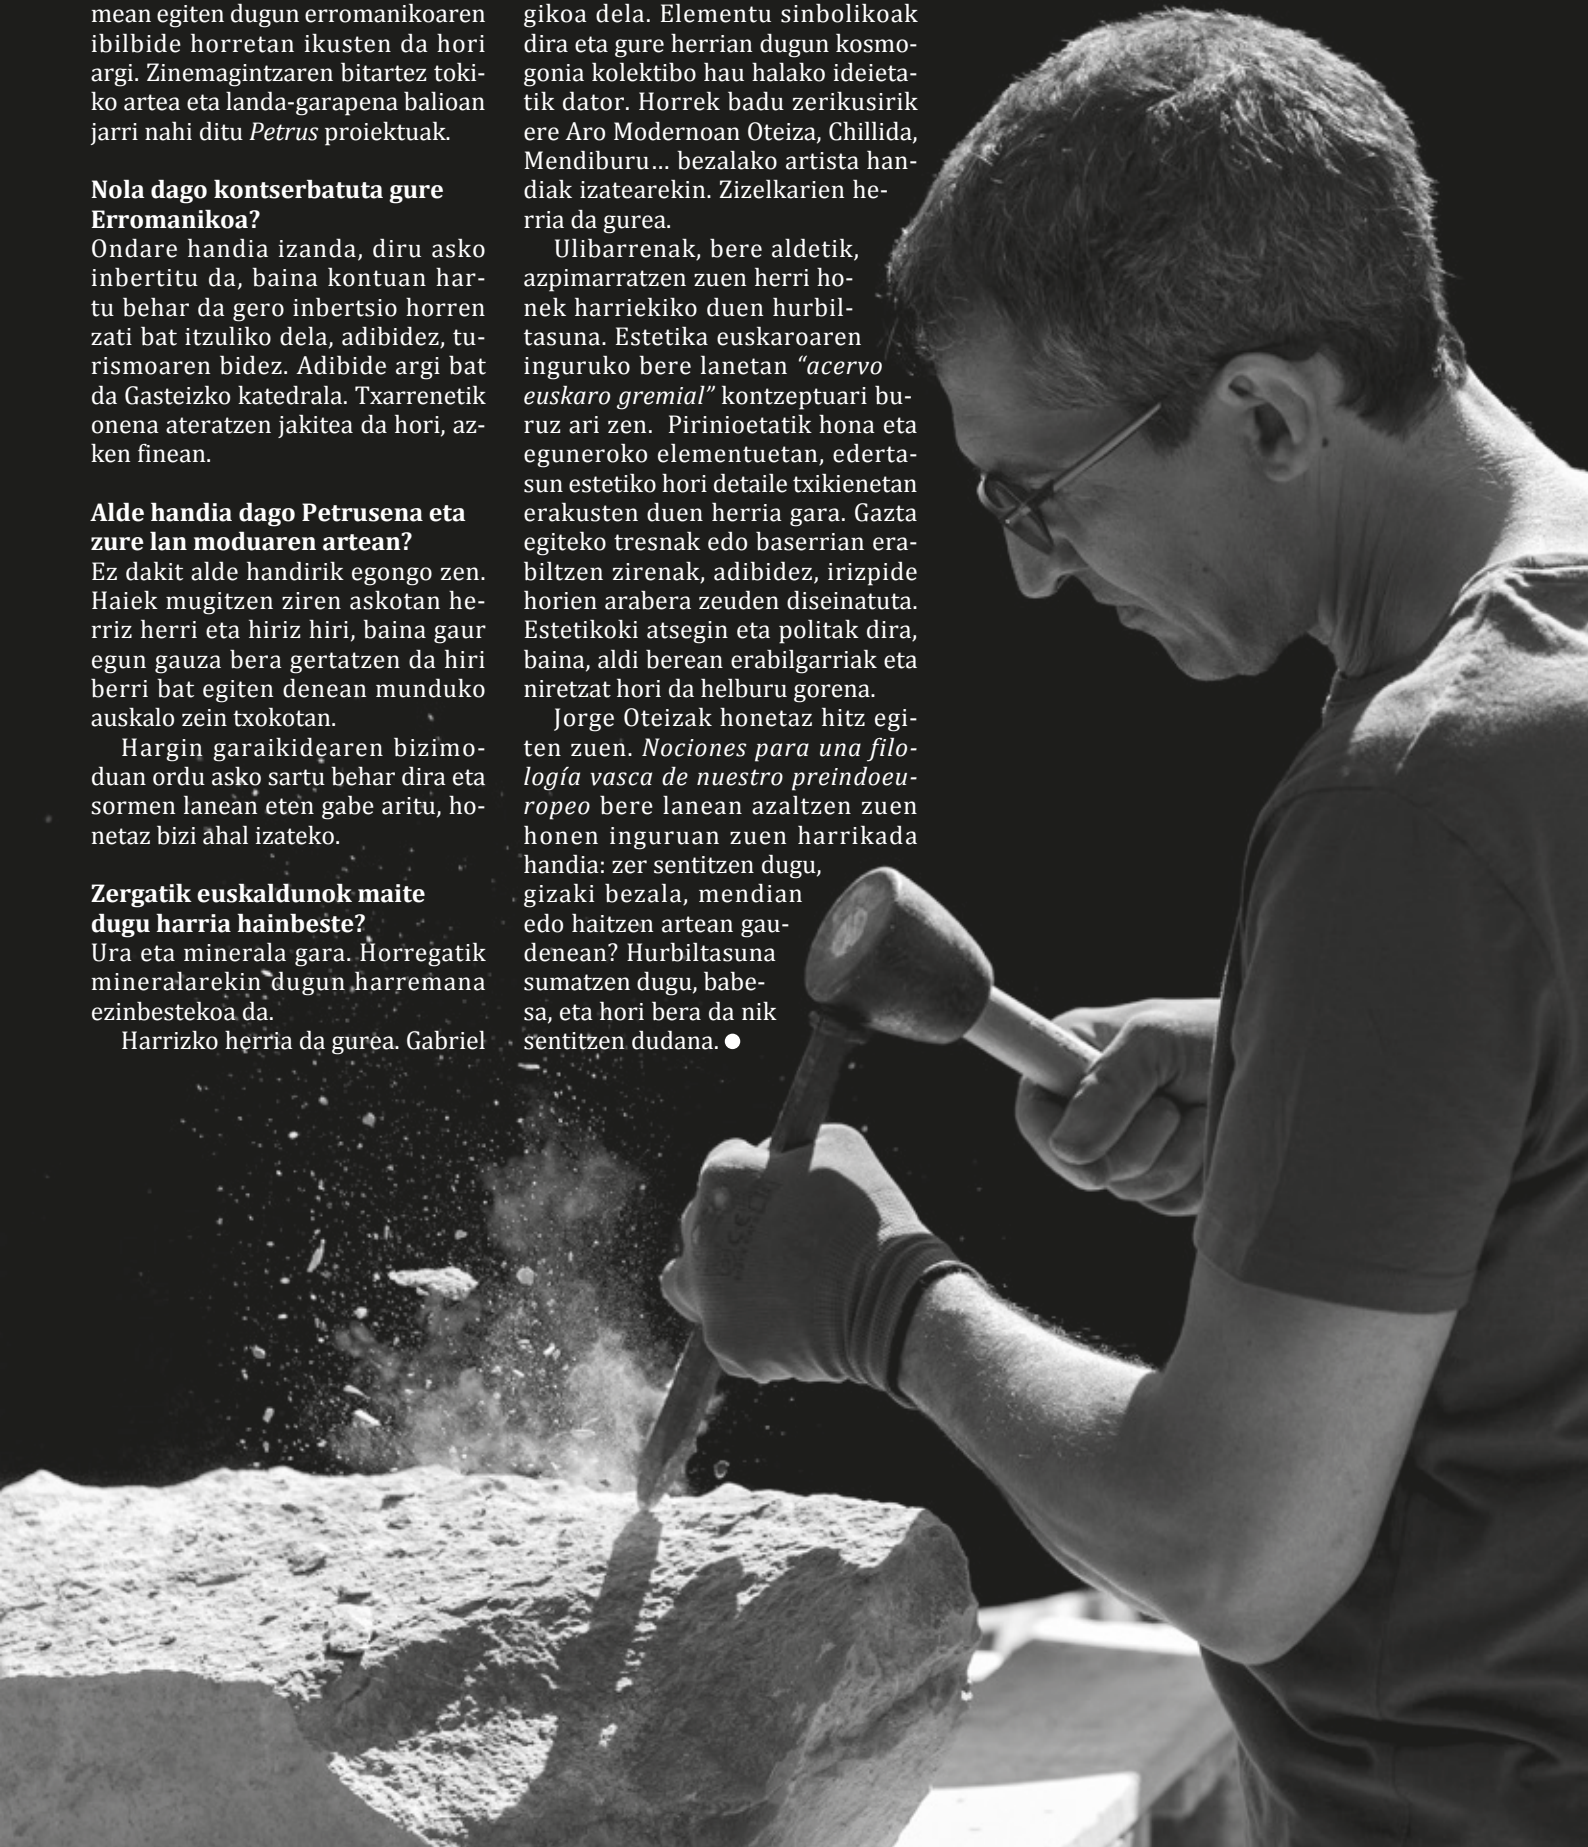 mean egiten dugun erromanikoaren
ibilbide horretan ikusten da hori
argi. Zinemagintzaren bitartez toki-
ko artea eta landa-garapena balioan
jarri nahi ditu Petrus proiektuak.
Nola dago kontserbatuta gure
Erromanikoa?
Ondare handia izanda, diru asko
inbertitu da, baina kontuan har-
tu behar da gero inbertsio horren
zati bat itzuliko dela, adibidez, tu-
rismoaren bidez. Adibide argi bat
da Gasteizko katedrala. Txarrenetik
onena ateratzen jakitea da hori, az-
ken finean.
Alde handia dago Petrusena eta
zure lan moduaren artean?
Ez dakit alde handirik egongo zen.
Haiek mugitzen ziren askotan he-
rriz herri eta hiriz hiri, baina gaur
egun gauza bera gertatzen da hiri
berri bat egiten denean munduko
auskalo zein txokotan.
Hargin garaikidearen bizimo-
duan ordu asko sartu behar dira eta
sormen lanean eten gabe aritu, ho-
netaz bizi ahal izateko.
Zergatik euskaldunok maite
dugu harria hainbeste?
Ura eta minerala gara. Horregatik
mineralarekin dugun harremana
ezinbestekoa da.
Harrizko herria da gurea. Gabriel
gikoa dela. Elementu sinbolikoak
dira eta gure herrian dugun kosmo-
gonia kolektibo hau halako ideieta-
tik dator. Horrek badu zerikusirik
ere Aro Modernoan Oteiza, Chillida,
Mendiburu... bezalako artista han-
diak izatearekin. Zizelkarien he-
rria da gurea.
Ulibarrenak, bere aldetik,
azpimarratzen zuen herri ho-
nek harriekiko duen hurbil-
tasuna. Estetika euskaroaren
inguruko bere lanetan “acervo
euskaro gremial” kontzeptuari bu-
ruz ari zen. Pirinioetatik hona eta
eguneroko elementuetan, ederta-
sun estetiko hori detaile txikienetan
erakusten duen herria gara. Gazta
egiteko tresnak edo baserrian era-
biltzen zirenak, adibidez, irizpide
horien arabera zeuden diseinatuta.
Estetikoki atsegin eta politak dira,
baina, aldi berean erabilgarriak eta
niretzat hori da helburu gorena.
Jorge Oteizak honetaz hitz egi-
ten zuen. Nociones para una filo-
logía vasca de nuestro preindoeu-
ropeo bere lanean azaltzen zuen
honen inguruan zuen harrikada
handia: zer sentitzen dugu,
gizaki bezala, mendian
edo haitzen artean gau-
denean? Hurbiltasuna
sumatzen dugu, babe-
sa, eta hori bera da nik
sentitzen dudana. ●